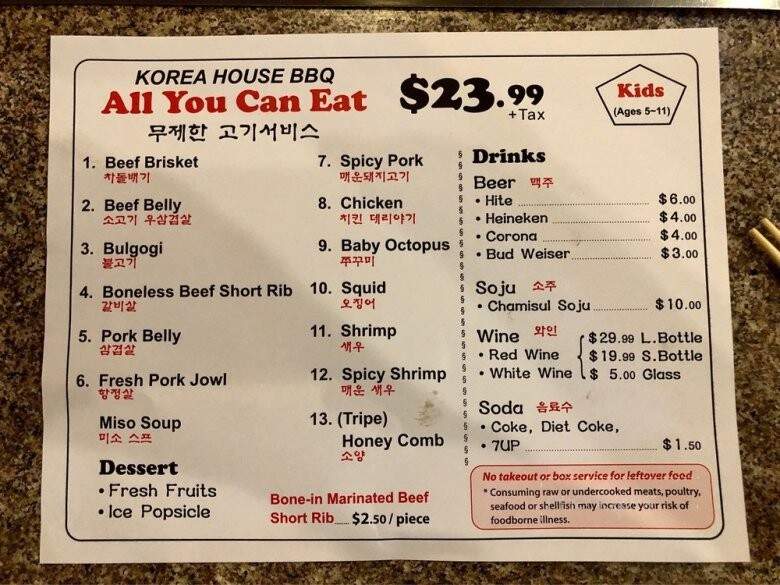 KOREA HOUSE BBQ
All You Can Eat
무제한 고기서비스
$23.99
+Tax
Kids
(Ages 5~11)
1. Beef Brisket
차돌배기
2. Beef Belly
소고기 우삼겹살
3. Bulgogi
불고기
4. Boneless Beef Short Rib
갈비살
5. Pork Belly
삼겹살
6. Fresh Pork Jowl
항정살
Miso Soup
미소 스프
Dessert
• Fresh Fruits
• Ice Popsicle
7. Spicy Pork
매운돼지고기
8. Chicken
치킨 데리야기
9. Baby Octopus
쭈꾸미
10. Squid
오징어
11. Shrimp
새우
12. Spicy Shrimp
매운 새우
13. (Tripe)
Honey Comb
소양
Bone-in Marinated Beef
Short Rib.... $2.50 / piece
Drinks
Beer 맥주
• Hite $6.00
• Heineken $4.00
• Corona $4.00
• Bud Weiser $3.00
Soju 소주
• Chamisul Soju $10.00
Wine 와인
$29.99 L.Bottle
• Red Wine $19.99 S.Bottle
• White Wine $ 5.00 Glass
Soda 음료수
• Coke, Diet Coke,
• 7UP $1.50
No takeout or box service for leftover food
* Consuming raw or undercooked meats, poultry,
seafood or shellfish may increase your risk of
foodborne illness.